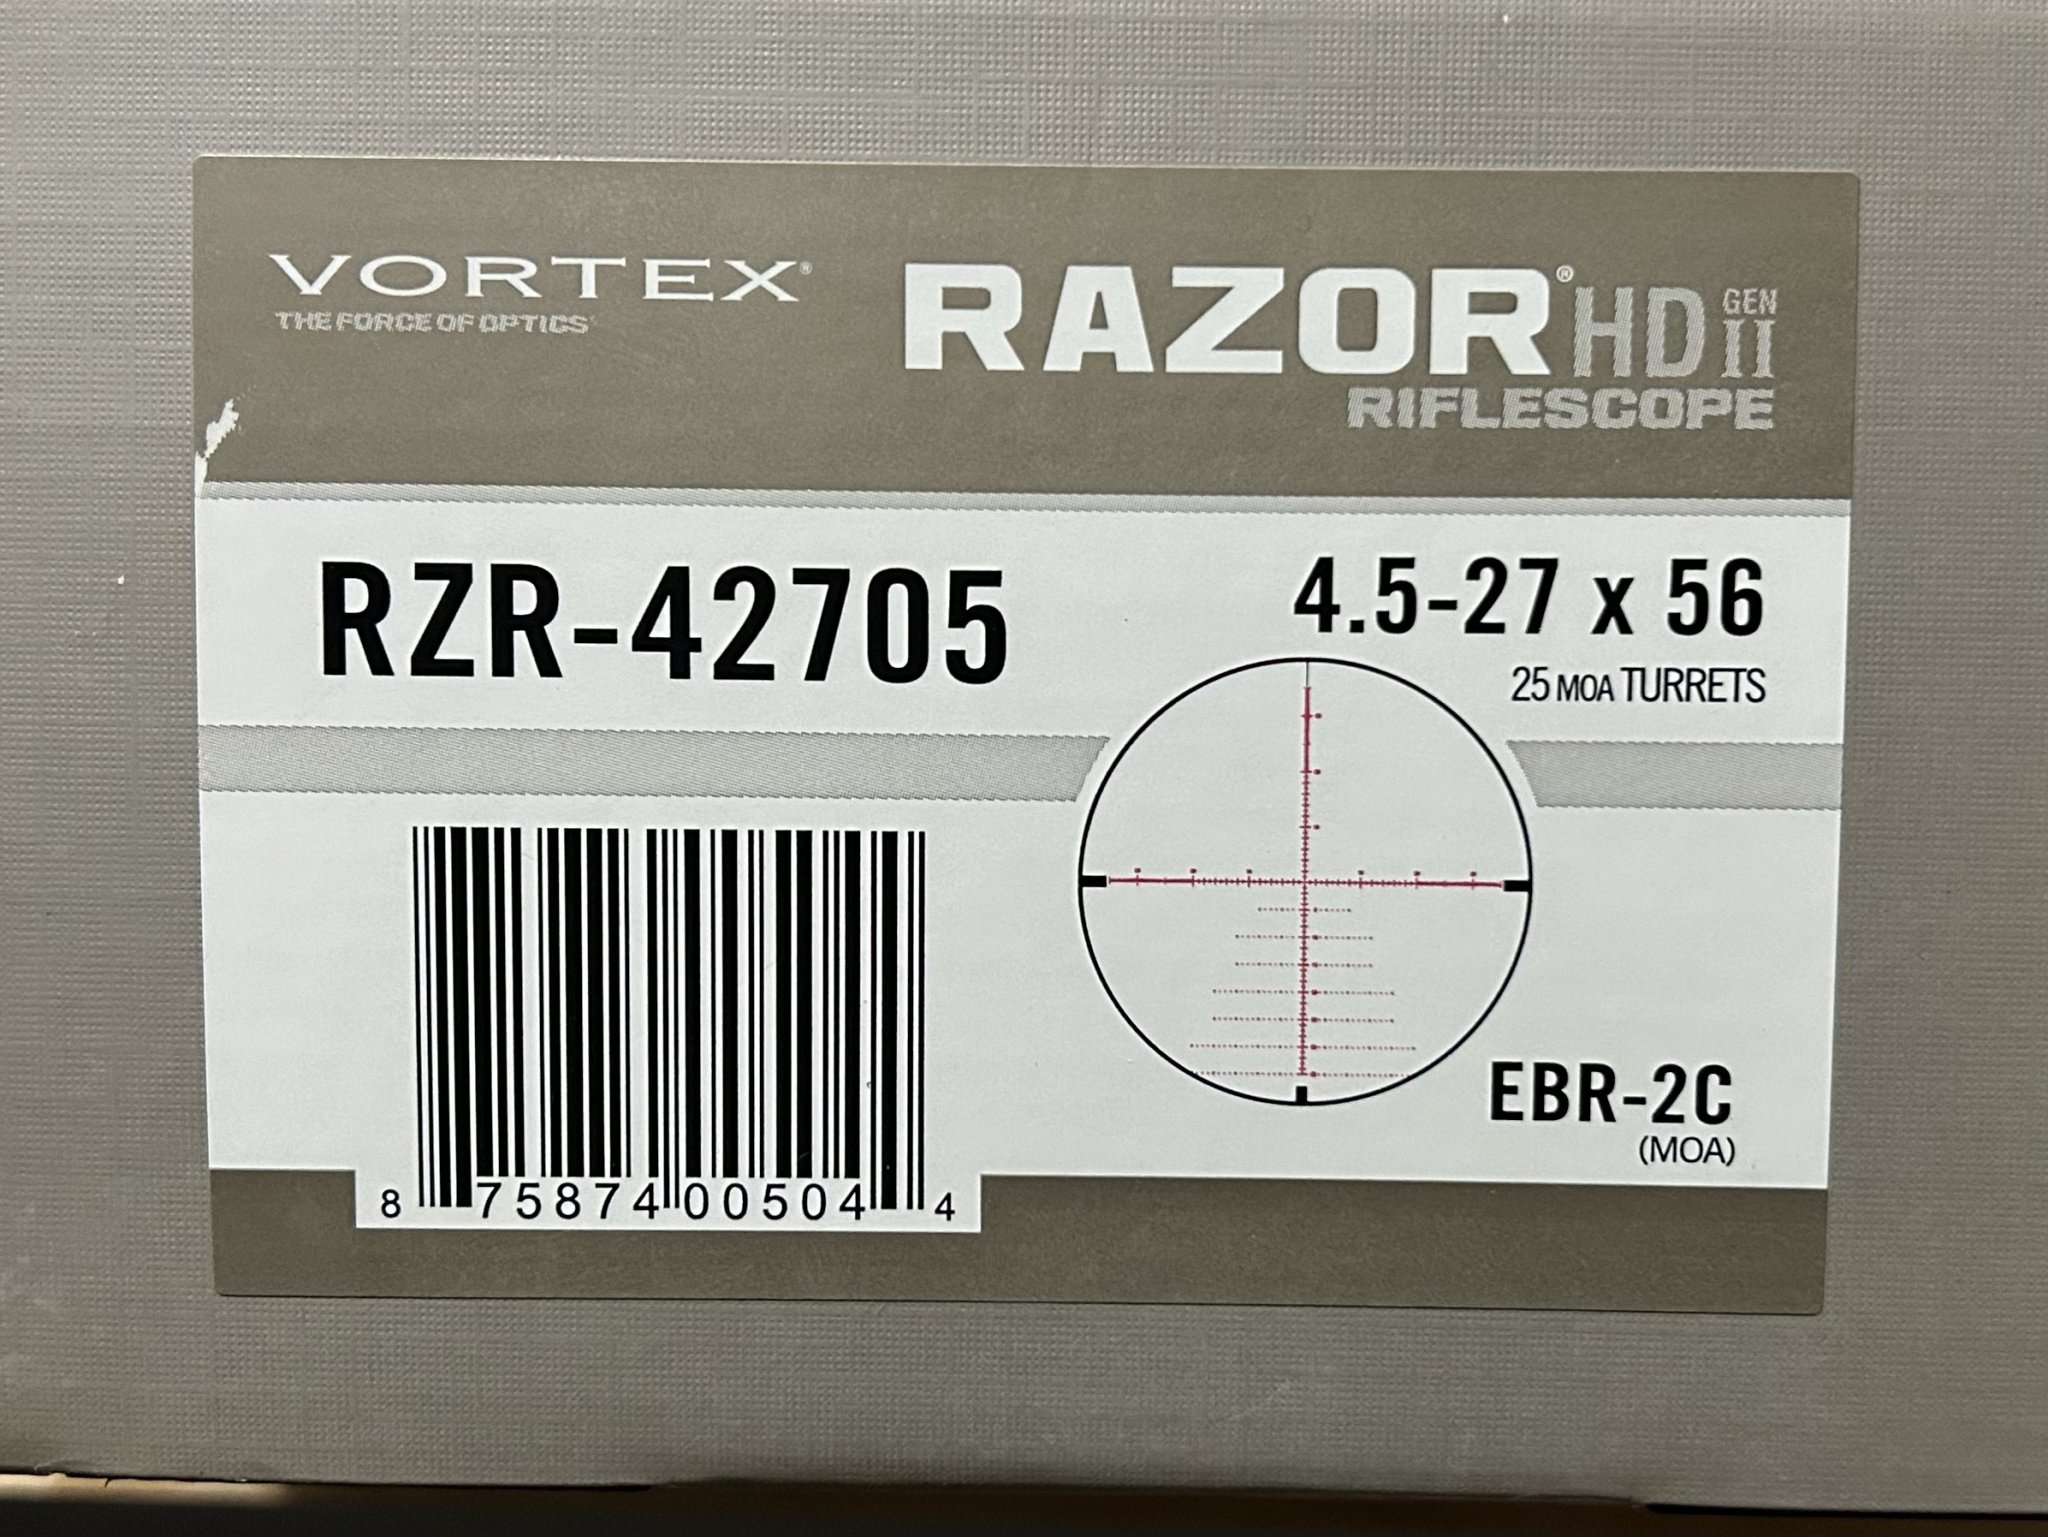 VORTEX®
THE FORCE OF OPTICS
RAZOR® HD GEN II
RIFLESCOPE
RZR-42705
4.5-27 x 56
25 MOA TURRETS
EBR-2C
(MOA)
8 75874 00504 4